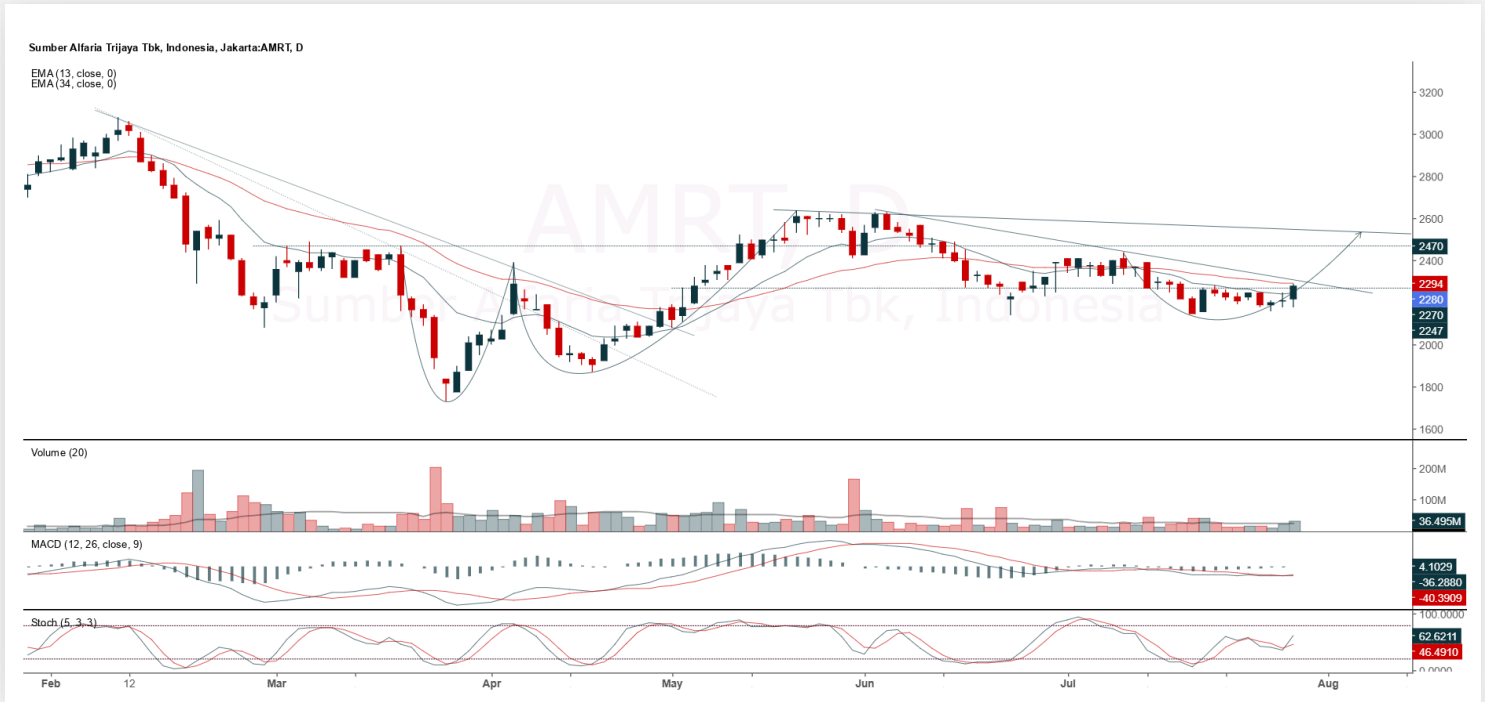 Sumber Alfaria Trijaya Tbk, Indonesia, Jakarta:AMRT, D
EMA (13, close, 0)
EMA (34, close, 0)
AMRT, D
Sumber Alfaria Trijaya Tbk, Indonesia
3200
3000
2800
2600
2470
2400
2294
2280
2270
2247
2000
1800
1600
Volume (20)
200M
100M
36.495M
MACD (12, 26, close, 9)
4.1029
-36.2880
-40.3909
Stoch (5, 3, 3)
100.0000
62.6211
46.4910
0.0000
Feb 12 Mar Apr May Jun Jul Aug